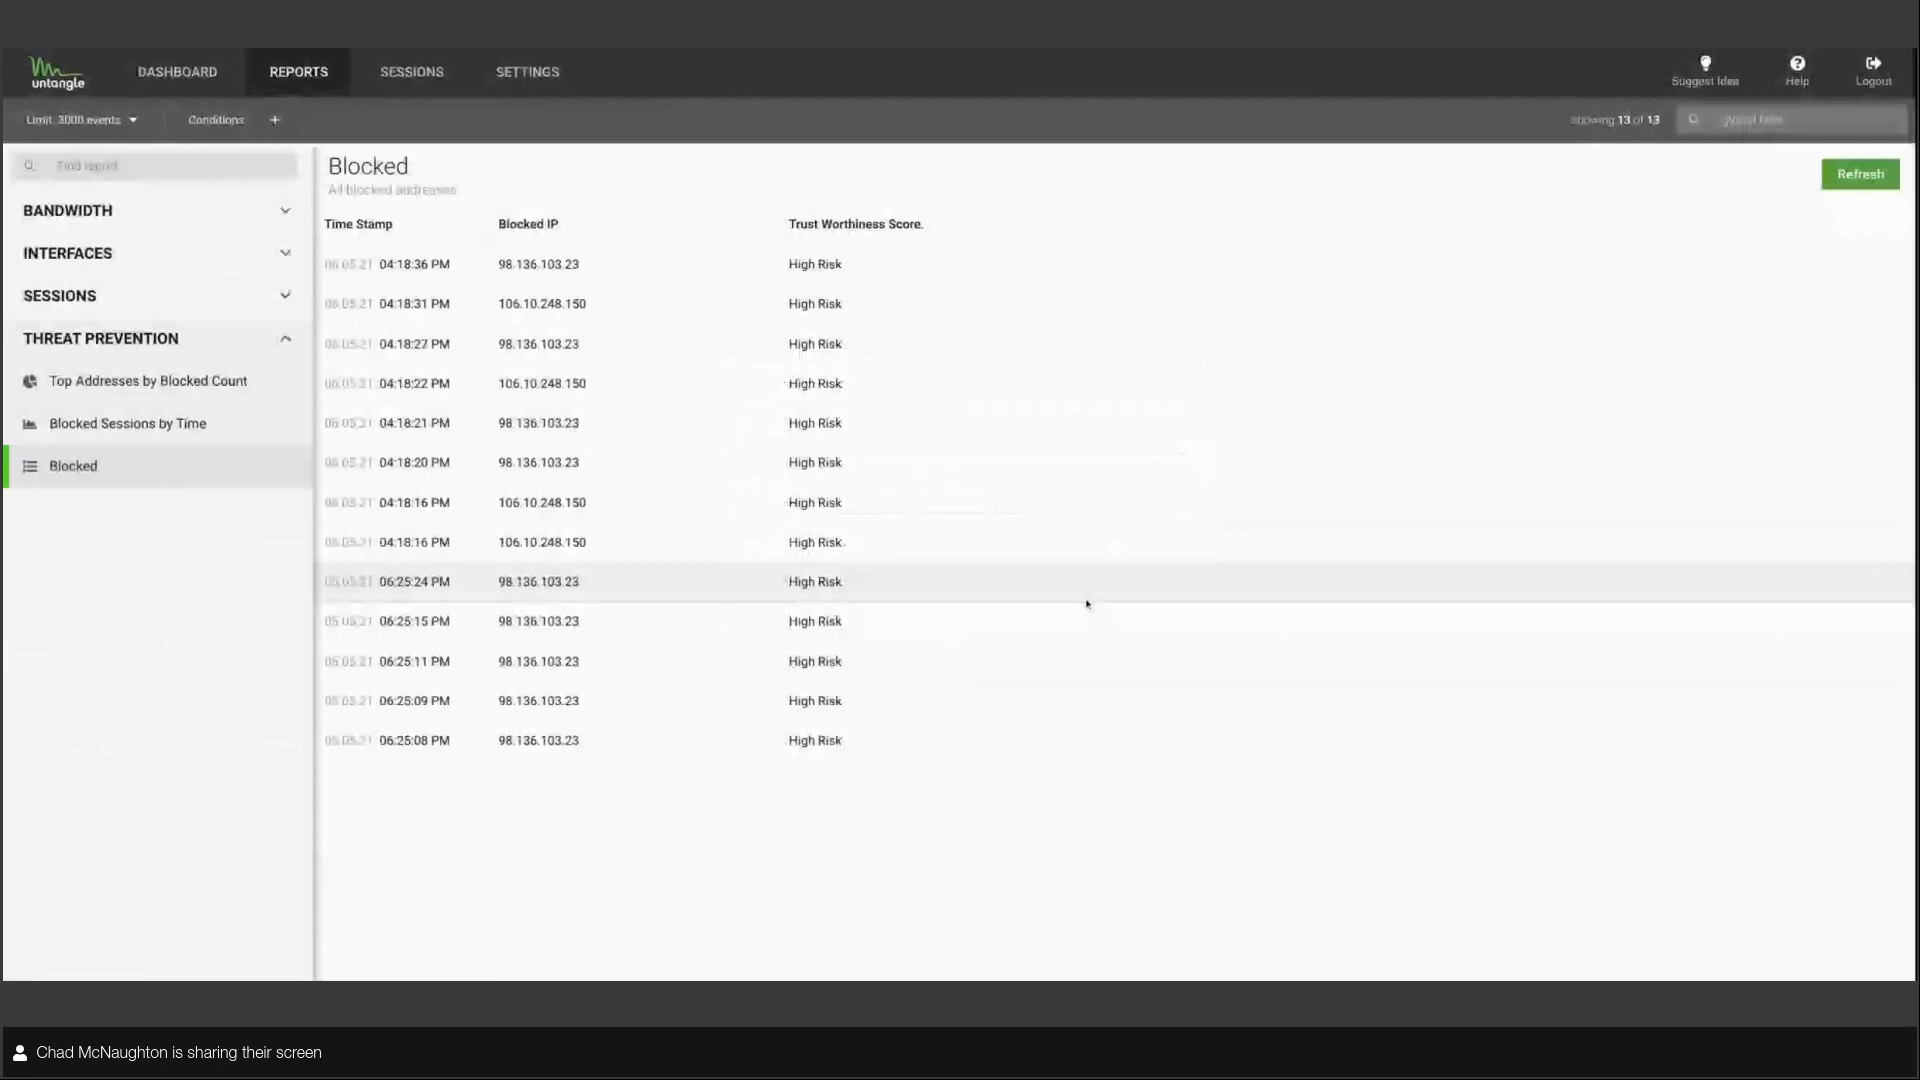 untangle
DASHBOARD
REPORTS
SESSIONS
SETTINGS
Suggest Idea
Help
Logout
Limit: 3000 events
Conditions
+
showing 13 of 13
global filter
Find report
BANDWIDTH
INTERFACES
SESSIONS
THREAT PREVENTION
Top Addresses by Blocked Count
Blocked Sessions by Time
Blocked
Blocked
All blocked addresses
Refresh
Time Stamp Blocked IP Trust Worthiness Score.
04:18:36 PM 98.136.103.23 High Risk
04:18:31 PM 106.10.248.150 High Risk
04:18:27 PM 98.136.103.23 High Risk
04:18:22 PM 106.10.248.150 High Risk
04:18:21 PM 98.136.103.23 High Risk
04:18:20 PM 98.136.103.23 High Risk
04:18:16 PM 106.10.248.150 High Risk
04:18:16 PM 106.10.248.150 High Risk
06:25:24 PM 98.136.103.23 High Risk
06:25:15 PM 98.136.103.23 High Risk
06:25:11 PM 98.136.103.23 High Risk
06:25:09 PM 98.136.103.23 High Risk
06:25:08 PM 98.136.103.23 High Risk
Chad McNaughton is sharing their screen